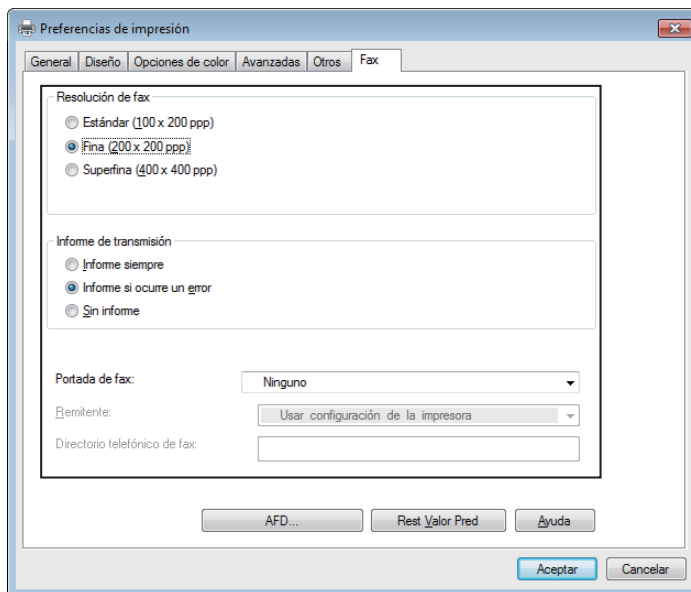 Preferencias de impresión
General Diseño Opciones de color Avanzadas Otros Fax
Resolución de fax
Estándar (100 x 200 ppp)
Fina (200 x 200 ppp)
Superfina (400 x 400 ppp)
Informe de transmisión
Informe siempre
Informe si ocurre un error
Sin informe
Portada de fax: Ninguno
Remitente: Usar configuración de la impresora
Directorio telefónico de fax:
AFD... Rest Valor Pred Ayuda
Aceptar Cancelar